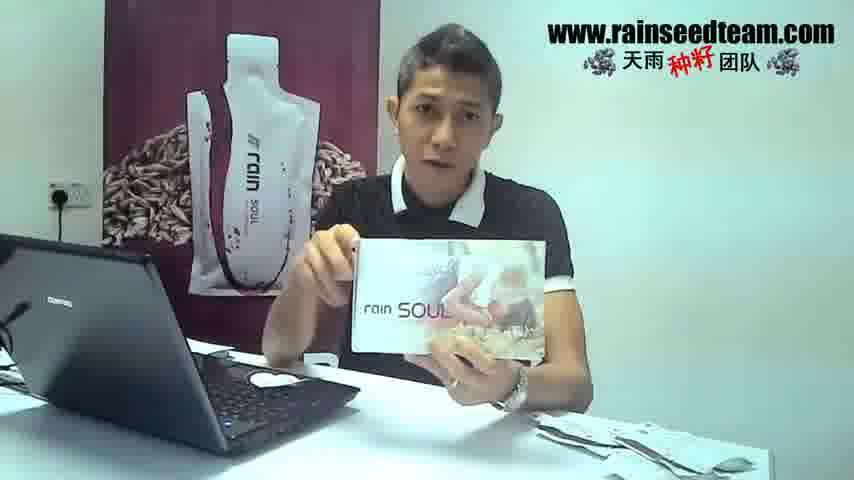 www.rainseedteam.com
天雨种籽团队
rain
SOUL
rain SOUL